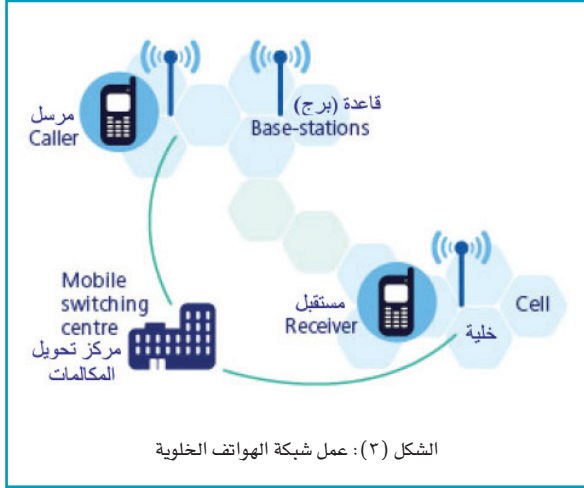 مرسل
Caller
قاعدة (برج)
Base-stations
Mobile
switching
centre
مركز تحويل
المكالمات
مستقبل
Receiver
Cell
خلية
الشكل (٣): عمل شبكة الهواتف الخلوية